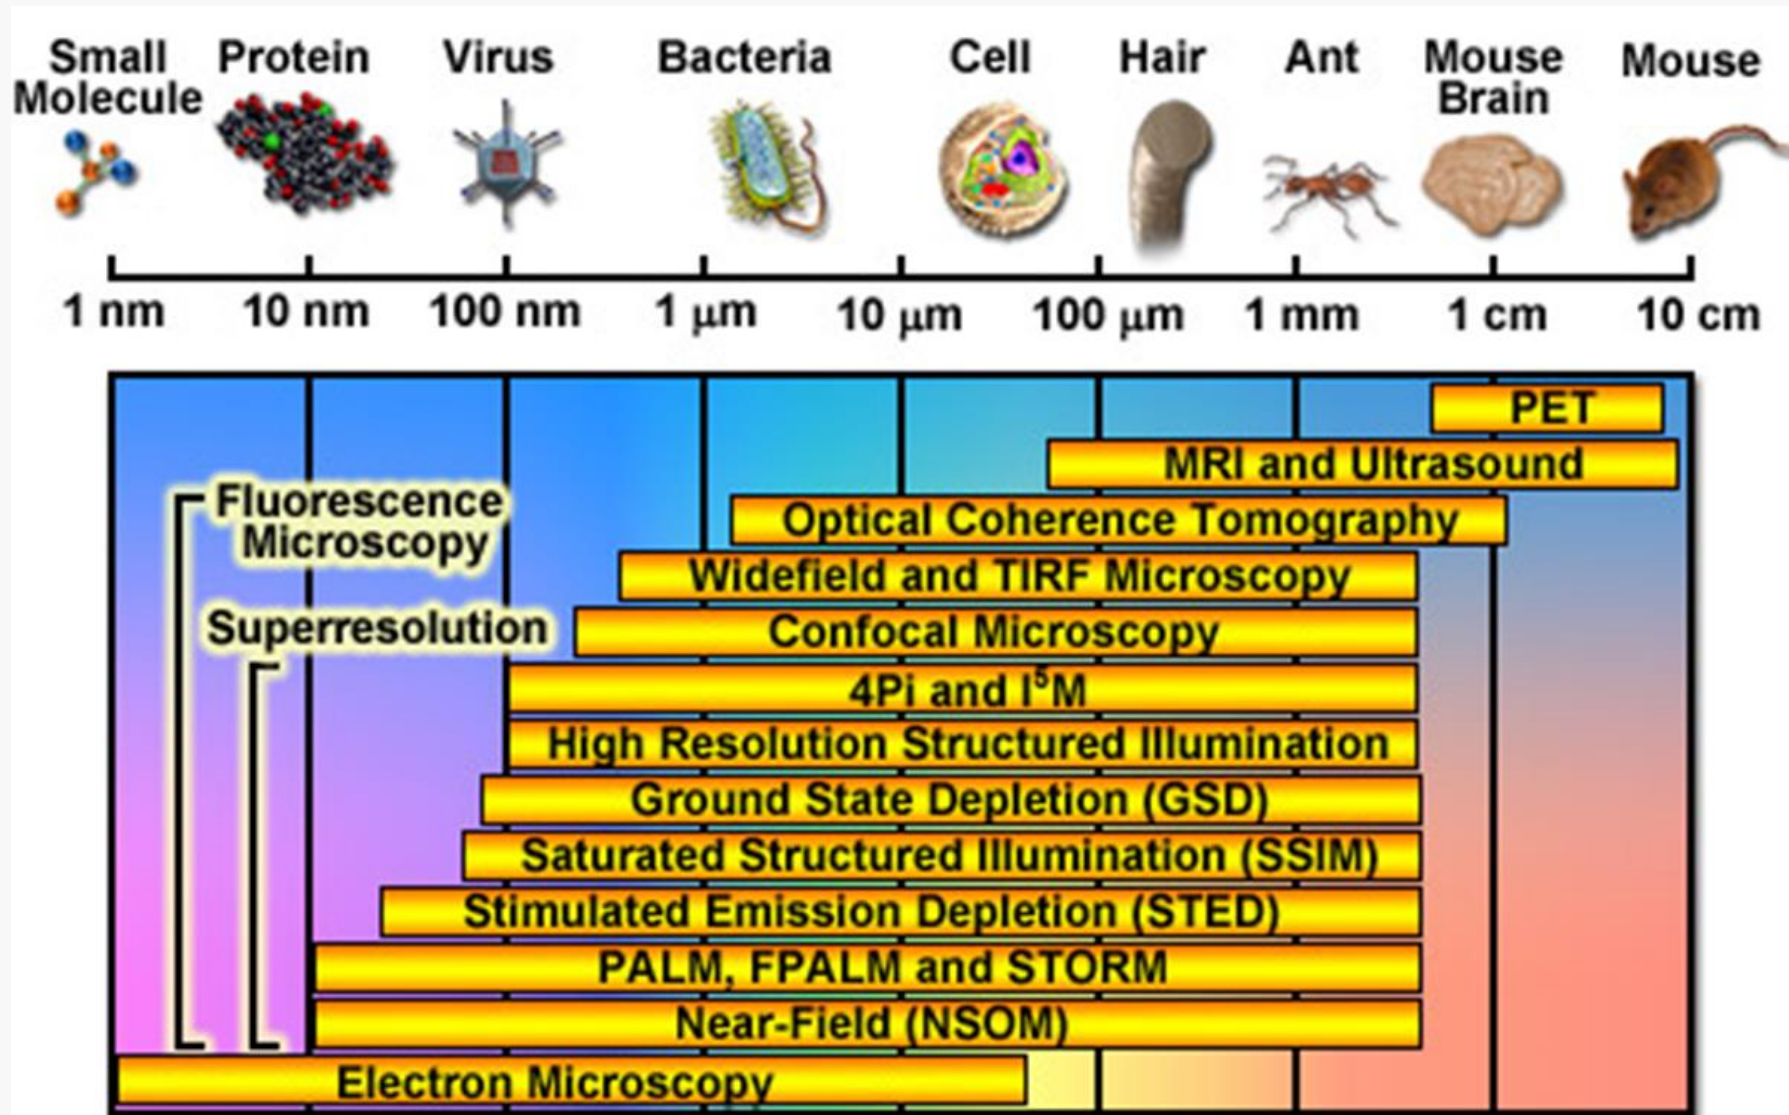 Small Molecule
Protein
Virus
Bacteria
Cell
Hair
Ant
Mouse Brain
Mouse
1 nm
10 nm
100 nm
1 μm
10 μm
100 μm
1 mm
1 cm
10 cm
PET
MRI and Ultrasound
Optical Coherence Tomography
Fluorescence
Microscopy
Widefield and TIRF Microscopy
Superresolution
Confocal Microscopy
4Pi and I⁵M
High Resolution Structured Illumination
Ground State Depletion (GSD)
Saturated Structured Illumination (SSIM)
Stimulated Emission Depletion (STED)
PALM, FPALM and STORM
Near-Field (NSOM)
Electron Microscopy